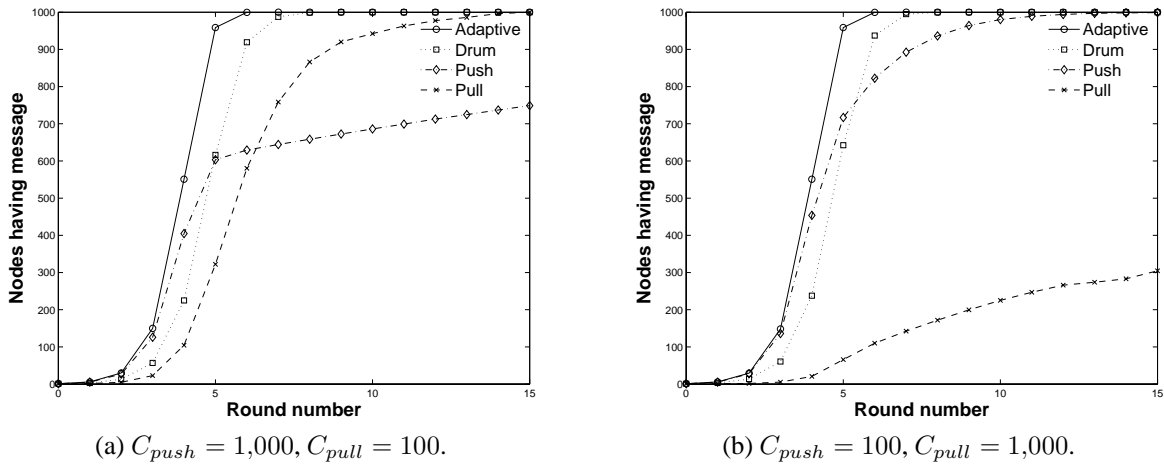 1000
900
800
700
600
500
400
300
200
100
0
0 5 10 15
Nodes having message
Round number
Adaptive
Drum
Push
Pull
(a) C_push = 1,000, C_pull = 100.
1000
900
800
700
600
500
400
300
200
100
0
0 5 10 15
Nodes having message
Round number
Adaptive
Drum
Push
Pull
(b) C_push = 100, C_pull = 1,000.